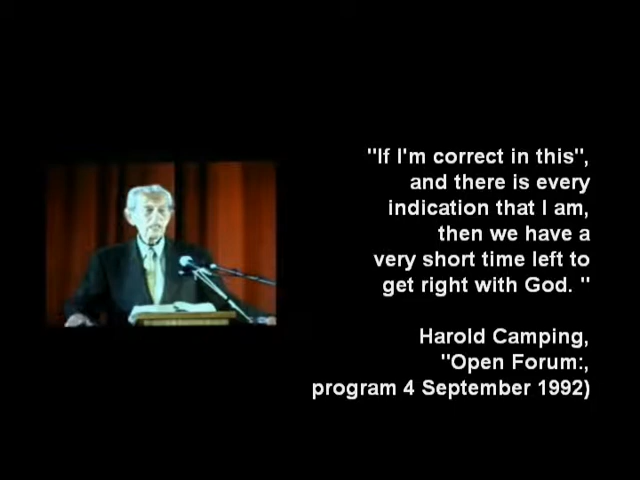 "If I'm correct in this",
and there is every
indication that I am,
then we have a
very short time left to
get right with God. "
Harold Camping,
"Open Forum:,
program 4 September 1992)